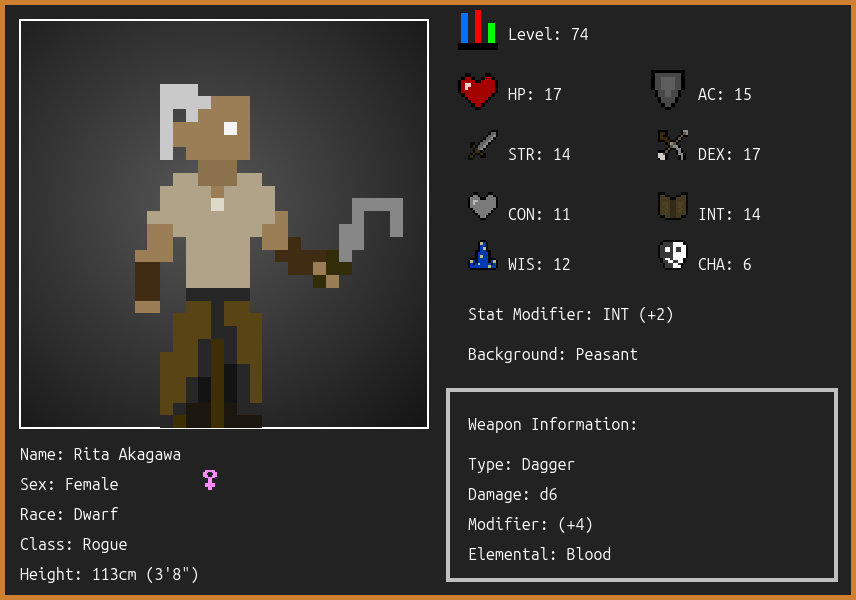 Level: 74
HP: 17
AC: 15
STR: 14
DEX: 17
CON: 11
INT: 14
WIS: 12
CHA: 6
Stat Modifier: INT (+2)
Background: Peasant
Weapon Information:
Type: Dagger
Damage: d6
Modifier: (+4)
Elemental: Blood
Name: Rita Akagawa
Sex: Female
Race: Dwarf
Class: Rogue
Height: 113cm (3'8")